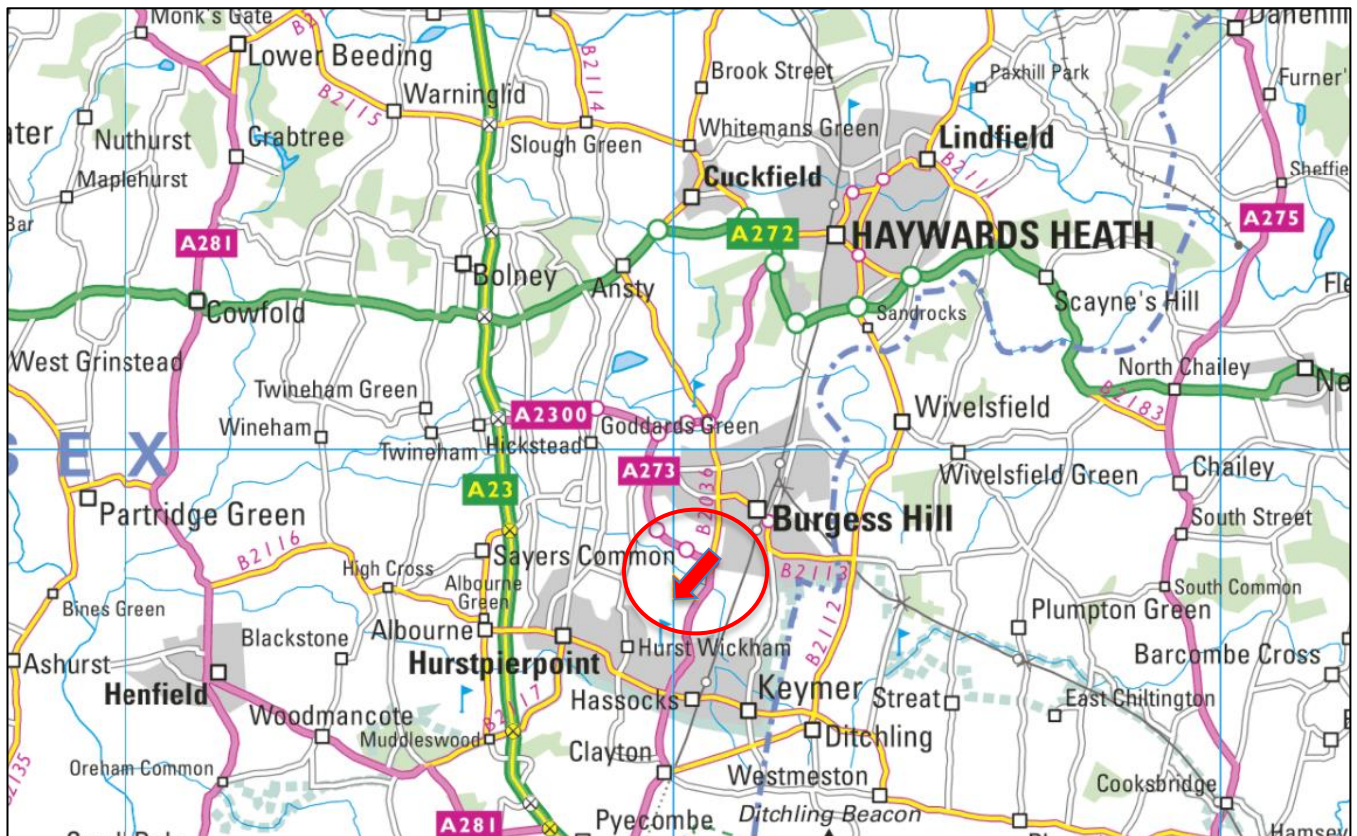 Monk's Gate
Danehill
Lower Beeding
B2115
Warninglid
B2114
Brook Street
Paxhill Park
Furner's
Nuthurst
Crabtree
Slough Green
Whitemans Green
Lindfield
B2111
Maplehurst
Cuckfield
Sheffie
Bar
A281
A272
A275
HAYWARDS HEATH
Bolney
Ansty
Scayne's Hill
Fle
Cowfold
Sandrocks
West Grinstead
North Chailey
Ne
Twineham Green
A2300
B2183
Wineham
Goddards Green
Wivelsfield
Twineham
Hickstead
S E X
A273
Wivelsfield Green
Chailey
A23
B2036
Partridge Green
Burgess Hill
South Street
B2116
Sayers Common
High Cross
B2113
Albourne
Green
South Common
Bines Green
B2112
Plumpton Green
Blackstone
Albourne
Hurst Wickham
Barcombe Cross
Ashurst
Hurstpierpoint
Henfield
Hassocks
Keymer
Streat
East Chiltington
B2117
Woodmancote
Muddleswood
Ditchling
Clayton
Oreham Common
Westmeston
Cooksbridge
B2135
A281
Pyecombe
Ditchling Beacon
Hamsey